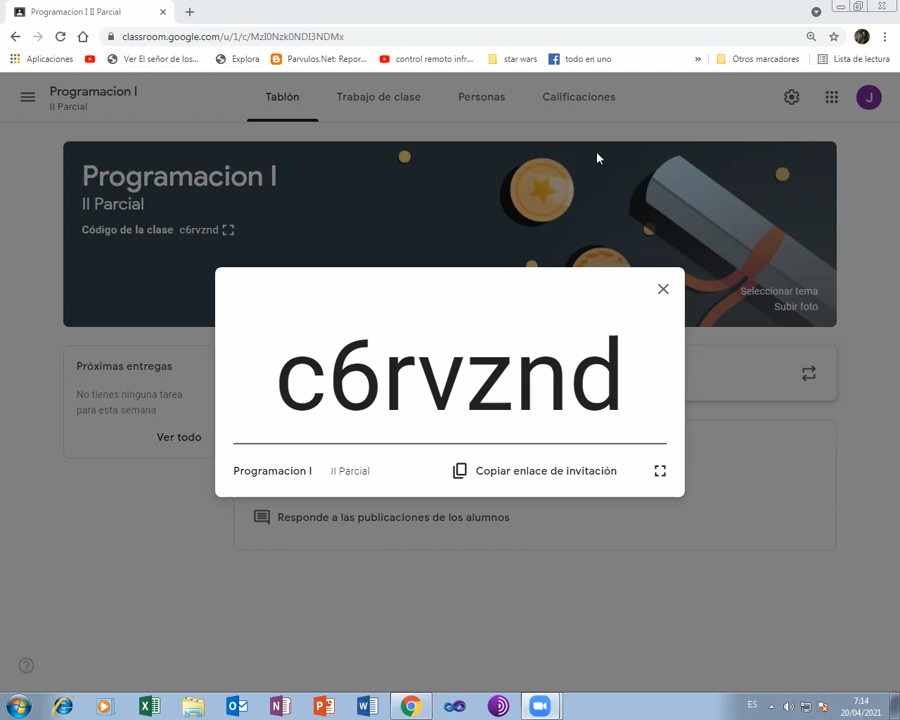 Programacion I II Parcial
classroom.google.com/u/1/c/MzI0Nzk0NDI3NDMx
Aplicaciones
Ver El señor de los...
Explora
Parvulos.Net: Repor...
control remoto infr...
star wars
todo en uno
»
Otros marcadores
Lista de lectura
Programacion I
II Parcial
Tablón
Trabajo de clase
Personas
Calificaciones
J
Programacion I
II Parcial
Código de la clase c6rvznd
Seleccionar tema
Subir foto
c6rvznd
Programacion I II Parcial
Copiar enlace de invitación
Próximas entregas
No tienes ninguna tarea
para esta semana
Ver todo
Responde a las publicaciones de los alumnos
ES
7:14
20/04/2021